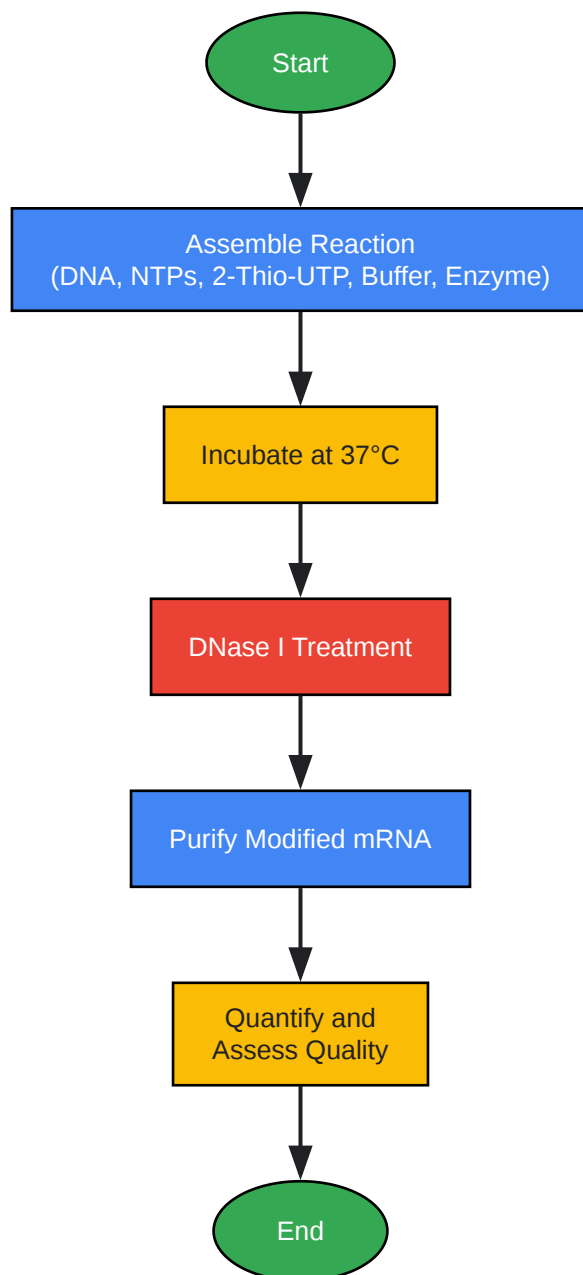 Start
Assemble Reaction
(DNA, NTPs, 2-Thio-UTP, Buffer, Enzyme)
Incubate at 37°C
DNase I Treatment
Purify Modified mRNA
Quantify and
Assess Quality
End